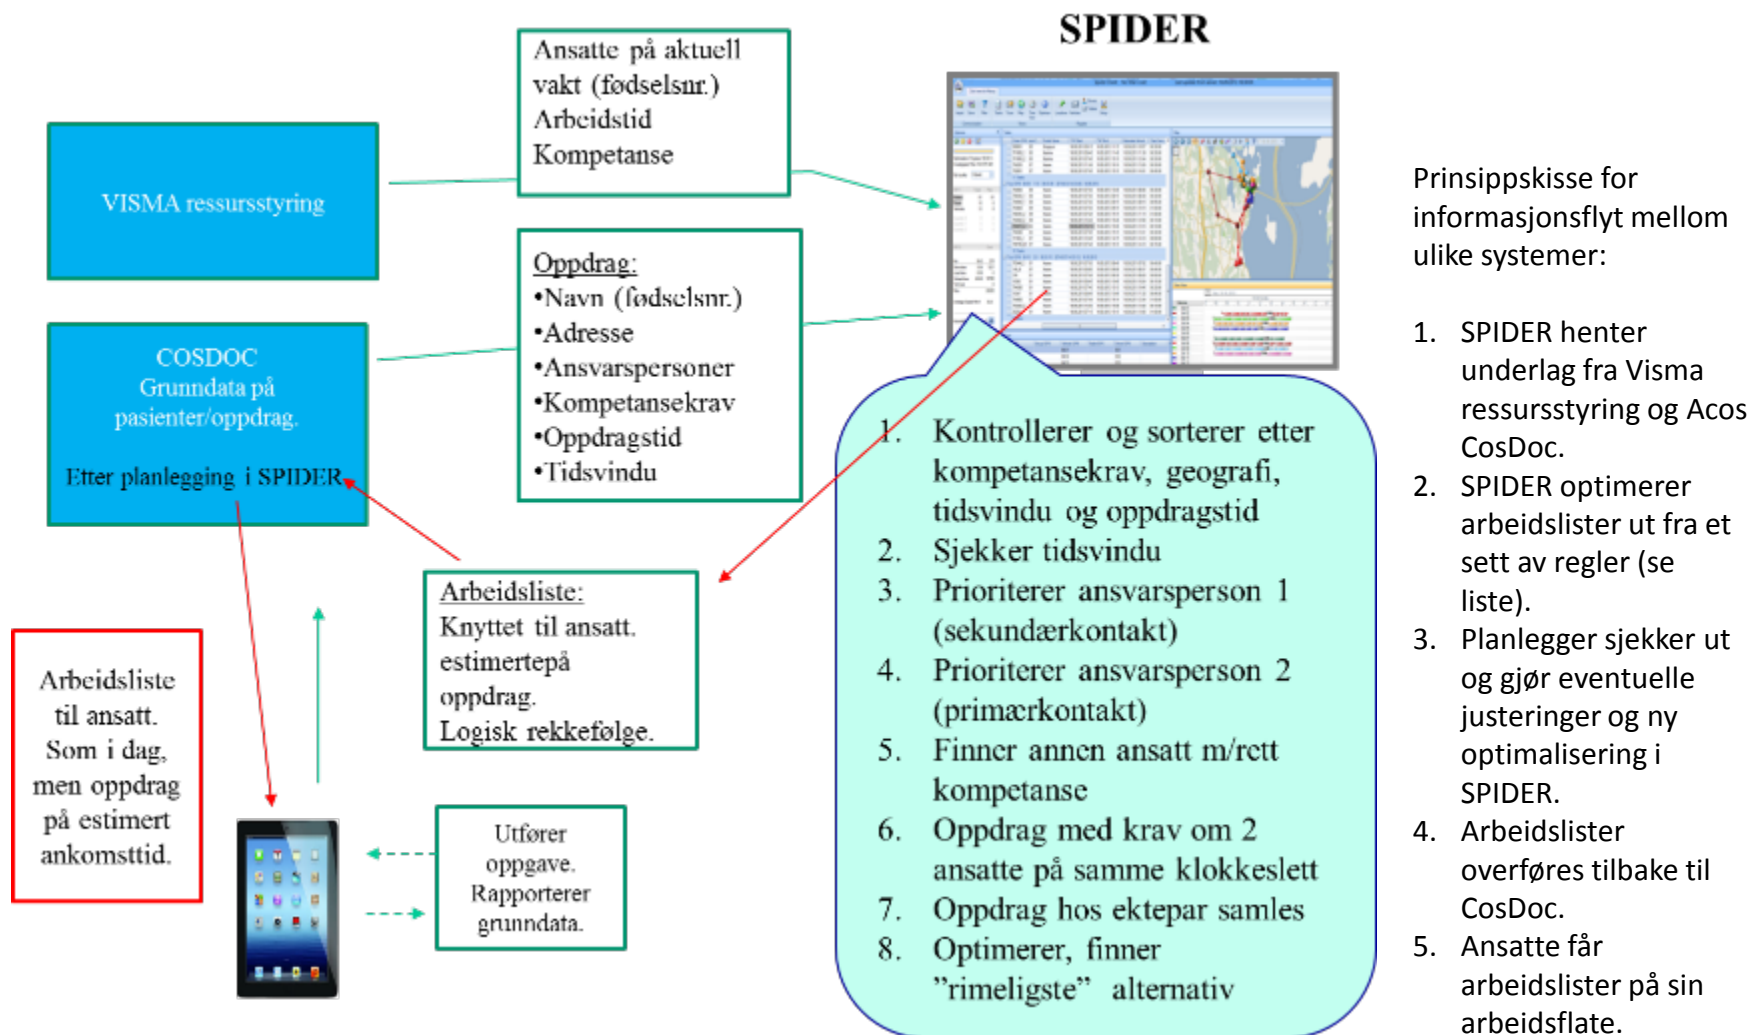 SPIDER
Ansatte på aktuell
vakt (fødselsnr.)
Arbeidstid
Kompetanse
VISMA ressursstyring
Oppdrag:
•Navn (fødselsnr.)
•Adresse
•Ansvarspersoner
•Kompetansekrav
•Oppdragstid
•Tidsvindu
COSDOC
Grunndata på
pasienter/oppdrag.
Etter planlegging i SPIDER
Arbeidsliste:
Knyttet til ansatt.
estimertepå
oppdrag.
Logisk rekkefølge.
Arbeidsliste
til ansatt.
Som i dag,
men oppdrag
på estimert
ankomsttid.
Utfører
oppgave.
Rapporterer
grunndata.
1. Kontrollerer og sorterer etter
kompetansekrav, geografi,
tidsvindu og oppdragstid
2. Sjekker tidsvindu
3. Prioriterer ansvarsperson 1
(sekundærkontakt)
4. Prioriterer ansvarsperson 2
(primærkontakt)
5. Finner annen ansatt m/rett
kompetanse
6. Oppdrag med krav om 2
ansatte på samme klokkeslett
7. Oppdrag hos ektepar samles
8. Optimerer, finner
”rimeligste” alternativ
Prinsippskisse for
informasjonsflyt mellom
ulike systemer:
1. SPIDER henter
underlag fra Visma
ressursstyring og Acos
CosDoc.
2. SPIDER optimerer
arbeidslister ut fra et
sett av regler (se
liste).
3. Planlegger sjekker ut
og gjør eventuelle
justeringer og ny
optimalisering i
SPIDER.
4. Arbeidslister
overføres tilbake til
CosDoc.
5. Ansatte får
arbeidslister på sin
arbeidsflate.